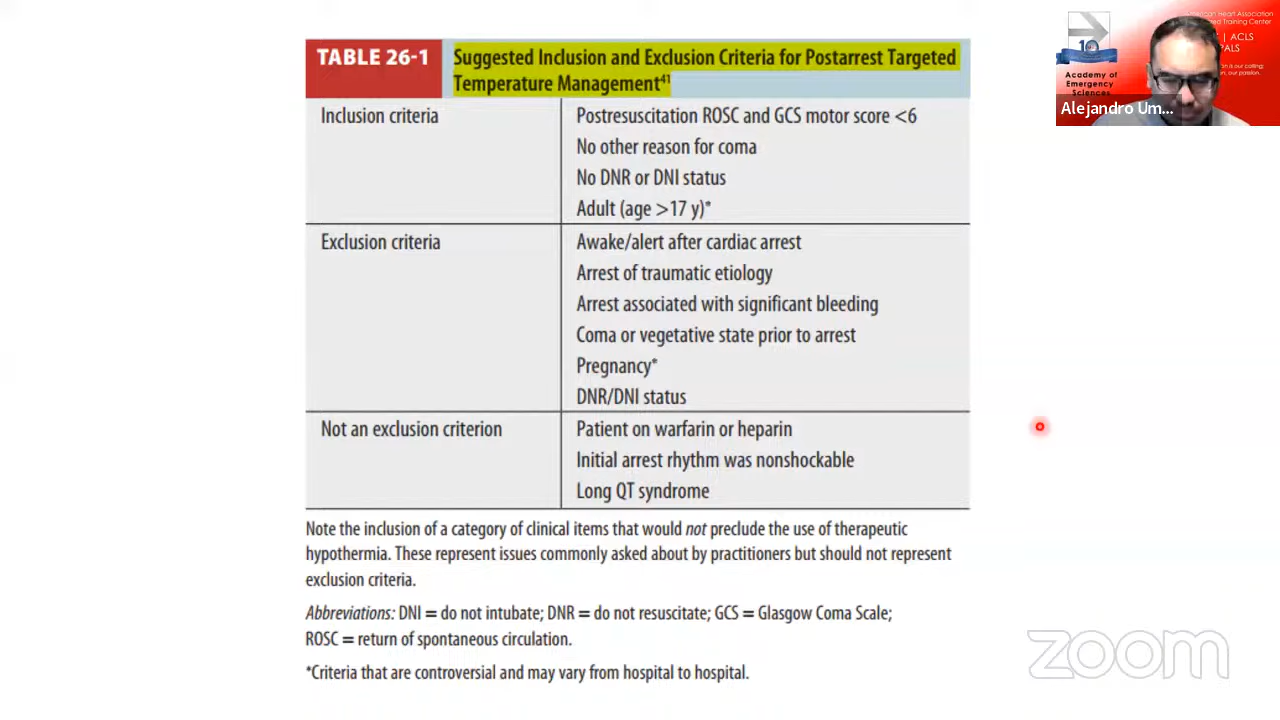 TABLE 26-1
Suggested Inclusion and Exclusion Criteria for Postarrest Targeted
Temperature Management41
Inclusion criteria
Postresuscitation ROSC and GCS motor score <6
No other reason for coma
No DNR or DNI status
Adult (age >17 y)*
Exclusion criteria
Awake/alert after cardiac arrest
Arrest of traumatic etiology
Arrest associated with significant bleeding
Coma or vegetative state prior to arrest
Pregnancy*
DNR/DNI status
Not an exclusion criterion
Patient on warfarin or heparin
Initial arrest rhythm was nonshockable
Long QT syndrome
Note the inclusion of a category of clinical items that would not preclude the use of therapeutic
hypothermia. These represent issues commonly asked about by practitioners but should not represent
exclusion criteria.
Abbreviations: DNI = do not intubate; DNR = do not resuscitate; GCS = Glasgow Coma Scale;
ROSC = return of spontaneous circulation.
*Criteria that are controversial and may vary from hospital to hospital.
Heart Association
Training Center
| ACLS
PALS
10
Academy of
Emergency
Sciences
Alejandro Um...
zoom